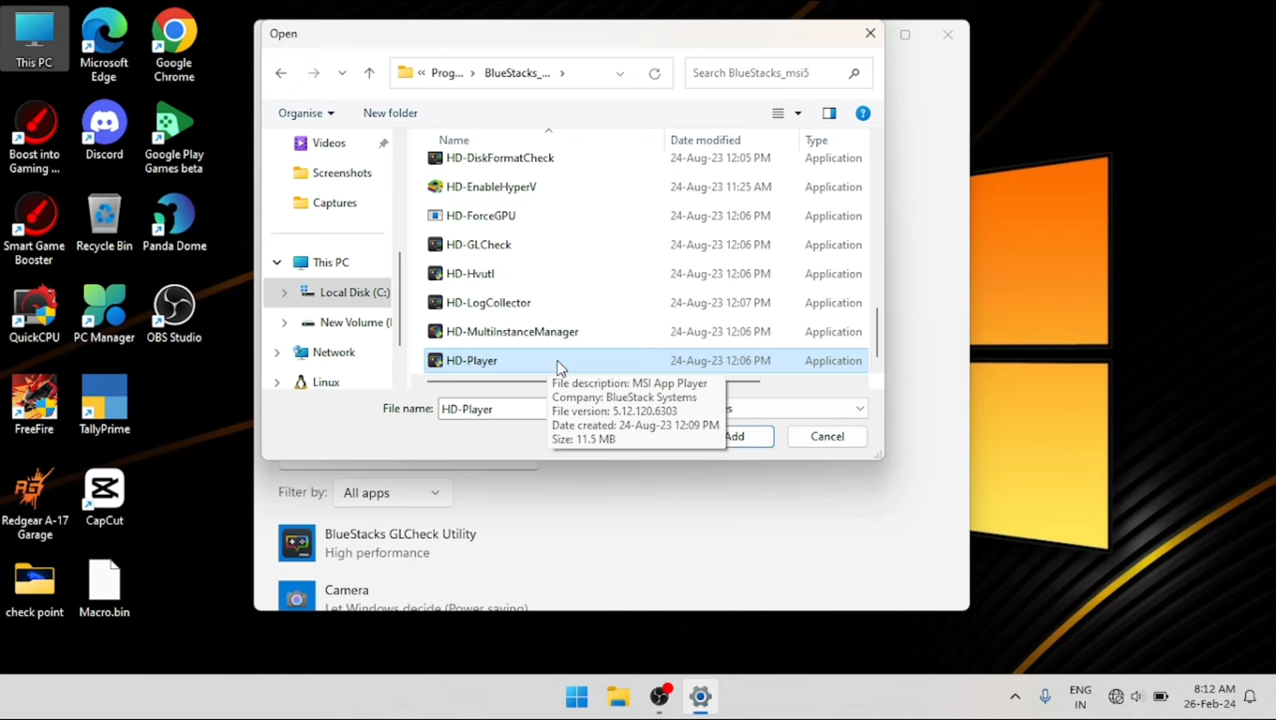 This PC
Microsoft
Edge
Google
Chrome
Boost into
Gaming ...
Discord
Google Play
Games beta
Smart Game
Booster
Recycle Bin
Panda Dome
QuickCPU
PC Manager
OBS Studio
FreeFire
TallyPrime
Redgear A-17
Garage
CapCut
check point
Macro.bin
Open
« Prog... › BlueStacks_... ›
Search BlueStacks_msi5
Organise
New folder
Videos
Screenshots
Captures
This PC
Local Disk (C:)
New Volume (
Network
Linux
Name Date modified Type
HD-DiskFormatCheck 24-Aug-23 12:05 PM Application
HD-EnableHyperV 24-Aug-23 11:25 AM Application
HD-ForceGPU 24-Aug-23 12:06 PM Application
HD-GLCheck 24-Aug-23 12:06 PM Application
HD-Hvutl 24-Aug-23 12:06 PM Application
HD-LogCollector 24-Aug-23 12:07 PM Application
HD-MultiInstanceManager 24-Aug-23 12:06 PM Application
HD-Player 24-Aug-23 12:06 PM Application
File description: MSI App Player
Company: BlueStack Systems
File version: 5.12.120.6303
Date created: 24-Aug-23 12:09 PM
Size: 11.5 MB
File name: HD-Player
Add
Cancel
Filter by: All apps
BlueStacks GLCheck Utility
High performance
Camera
Let Windows decide (Power saving)
ENG
IN
8:12 AM
26-Feb-24